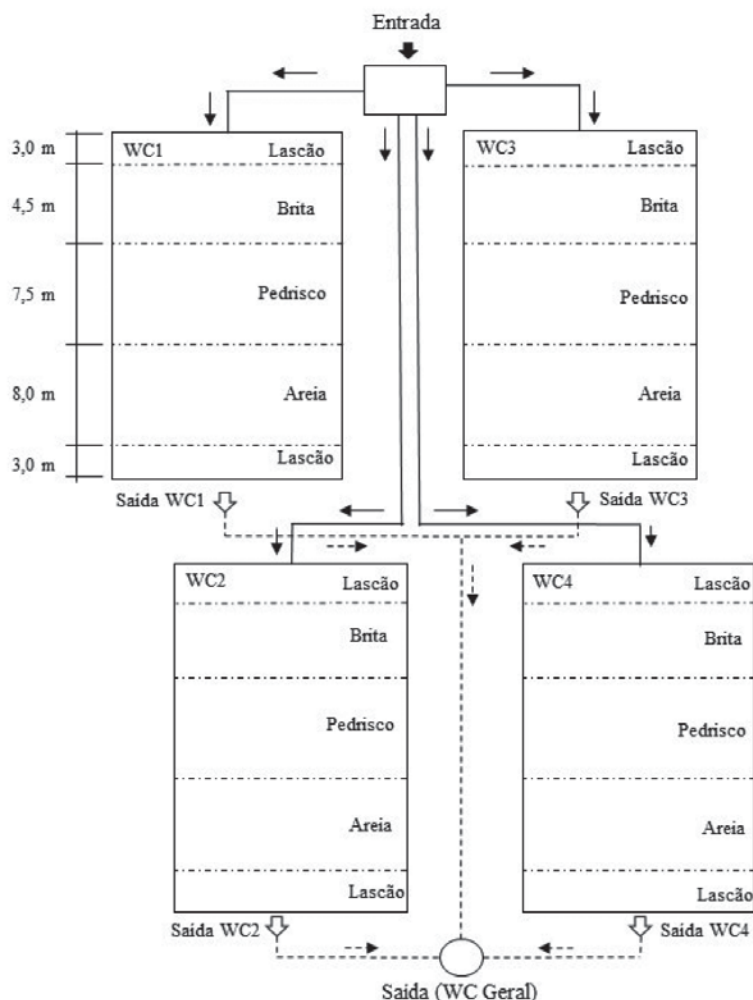 Entrada
WC1
Lascão
WC3
Lascão
3,0 m
Brita
Brita
4,5 m
Pedrisco
Pedrisco
7,5 m
Areia
Areia
8,0 m
Lascão
Lascão
3,0 m
Saída WC1
Saída WC3
WC2
Lascão
WC4
Lascão
Brita
Brita
Pedrisco
Pedrisco
Areia
Areia
Lascão
Lascão
Saída WC2
Saída WC4
Saída (WC Geral)